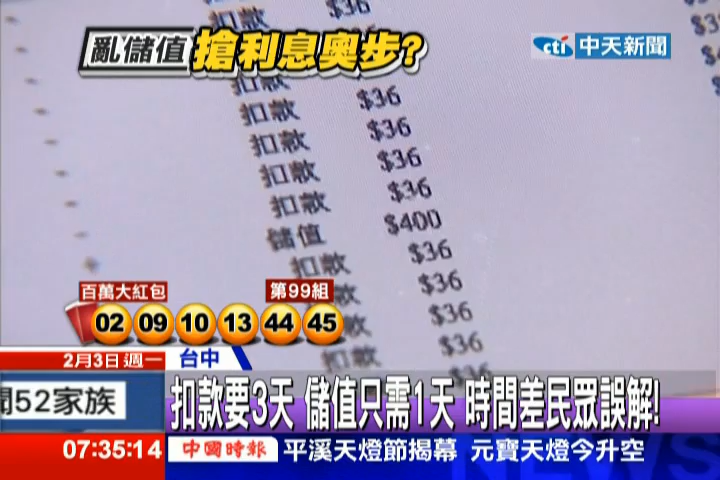 扣款 $36
亂儲值 搶利息奧步?
cti 中天新聞
扣款
$36
扣款 $36
扣款 $36
扣款 $36
扣款 $400
儲值 $36
扣款 $36
$36
$36
百萬大紅包 第99組
02 09 10 13 44 45
2月3日 週一 台中
52家族
扣款要3天 儲值只需1天 時間差民眾誤解!
07:35:14 中國時報 平溪天燈節揭幕 元寶天燈今升空
NEWS